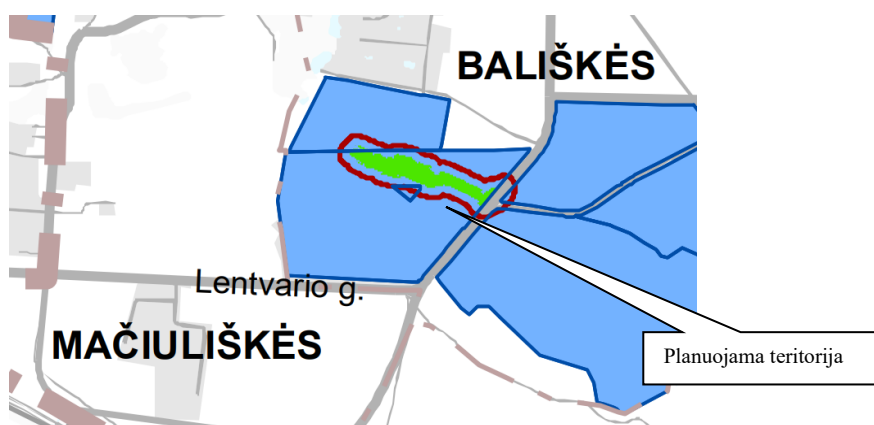 BALIŠKĖS
Lentvario g.
MAČIULIŠKĖS
Planuojama teritorija